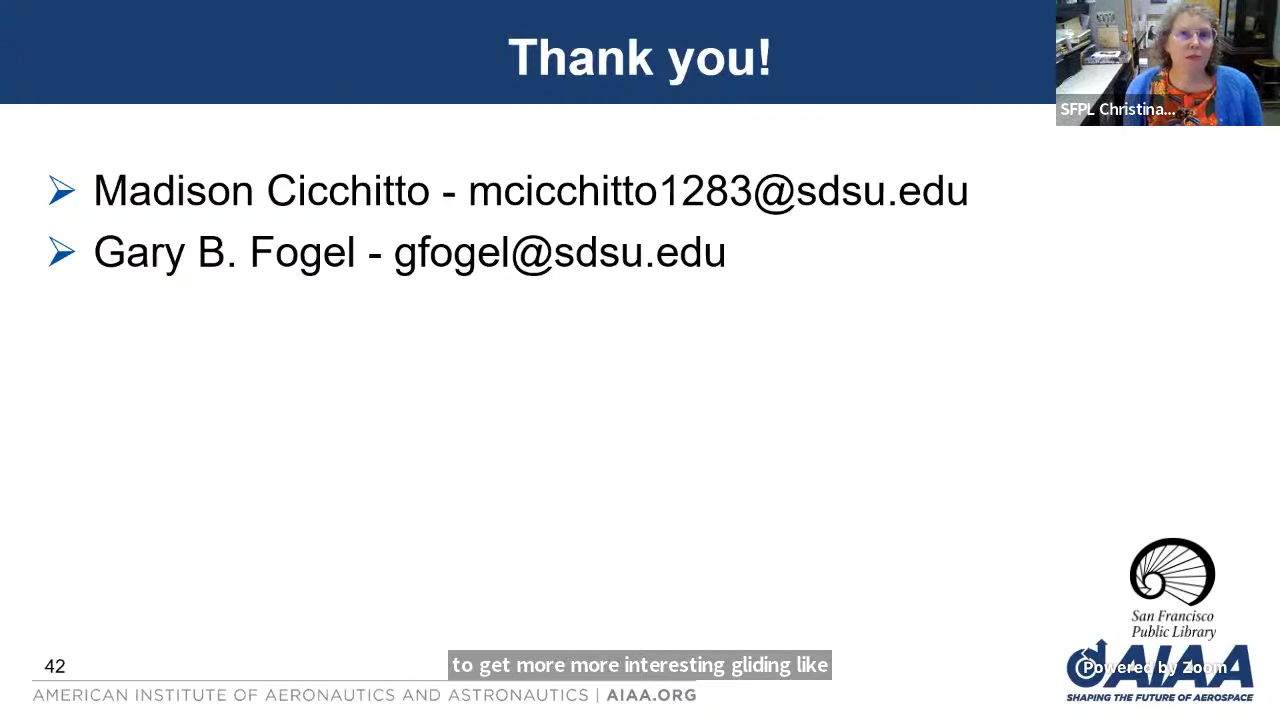 Thank you!
SFPL Christina...
Madison Cicchitto - mcicchitto1283@sdsu.edu
Gary B. Fogel - gfogel@sdsu.edu
San Francisco
Public Library
42
to get more more interesting gliding like
Powered by Zoom
AIAA
SHAPING THE FUTURE OF AEROSPACE
AMERICAN INSTITUTE OF AERONAUTICS AND ASTRONAUTICS | AIAA.ORG